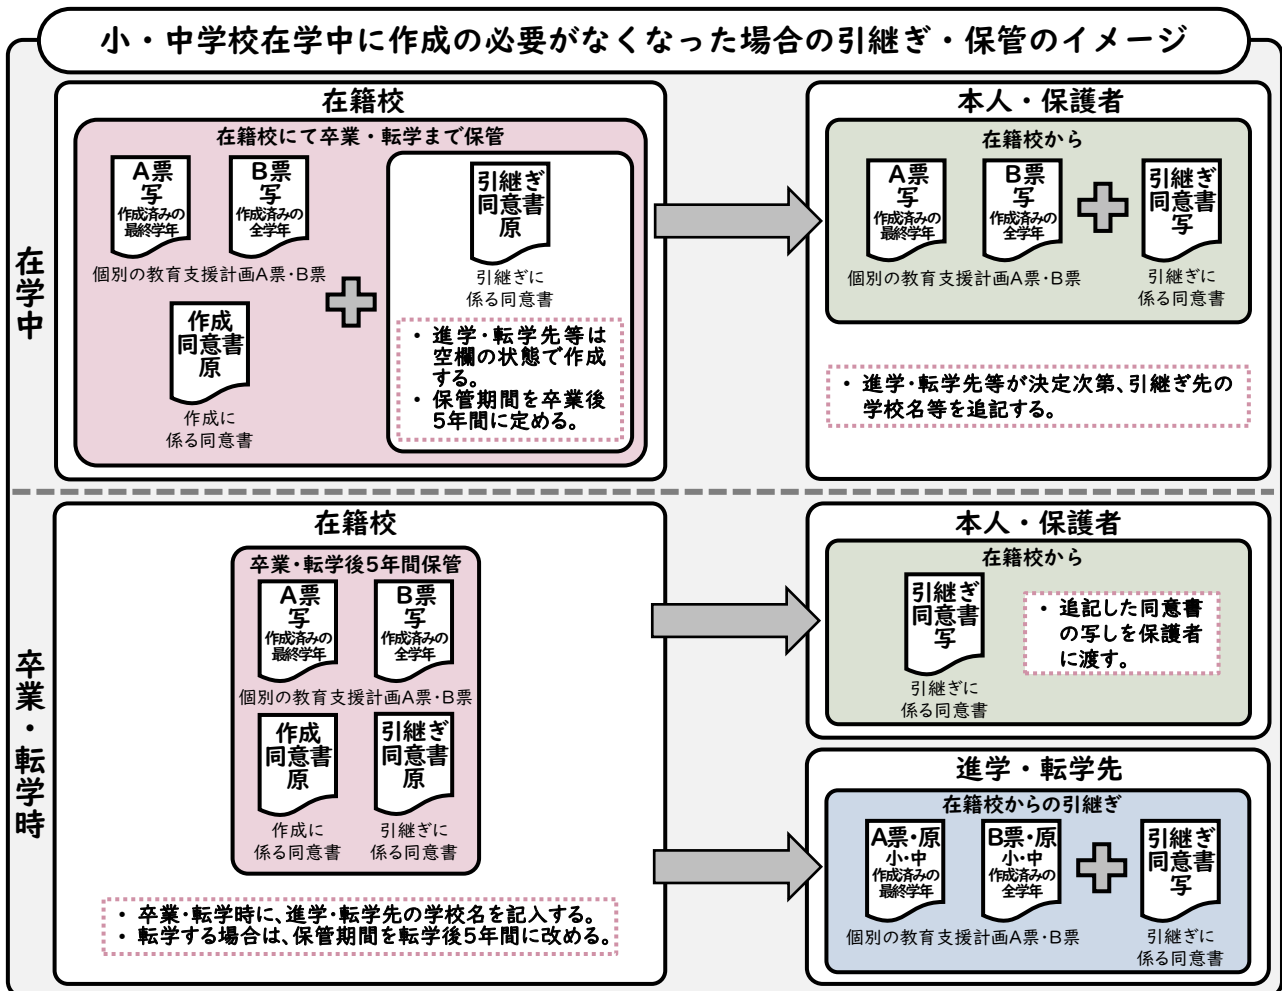 小・中学校在学中に作成の必要がなくなった場合の引継ぎ・保管のイメージ
在学中
在籍校
在籍校にて卒業・転学まで保管
A票
写
作成済みの
最終学年
B票
写
作成済みの
全学年
個別の教育支援計画A票・B票
作成
同意書
原
作成に
係る同意書
引継ぎ
同意書
原
引継ぎに
係る同意書
・ 進学・転学先等は
空欄の状態で作成
する。
・ 保管期間を卒業後
5年間に定める。
本人・保護者
在籍校から
A票
写
作成済みの
最終学年
B票
写
作成済みの
全学年
個別の教育支援計画A票・B票
引継ぎ
同意書
写
引継ぎに
係る同意書
・ 進学・転学先等が決定次第、引継ぎ先の
学校名等を追記する。
卒業・転学時
在籍校
卒業・転学後5年間保管
A票
写
作成済みの
最終学年
B票
写
作成済みの
全学年
個別の教育支援計画A票・B票
作成
同意書
原
作成に
係る同意書
引継ぎ
同意書
原
引継ぎに
係る同意書
・ 卒業・転学時に、進学・転学先の学校名を記入する。
・ 転学する場合は、保管期間を転学後5年間に改める。
本人・保護者
在籍校から
引継ぎ
同意書
写
引継ぎに
係る同意書
・ 追記した同意書
の写しを保護者
に渡す。
進学・転学先
在籍校からの引継ぎ
A票・原
小・中
作成済みの
最終学年
B票・原
小・中
作成済みの
全学年
個別の教育支援計画A票・B票
引継ぎ
同意書
写
引継ぎに
係る同意書